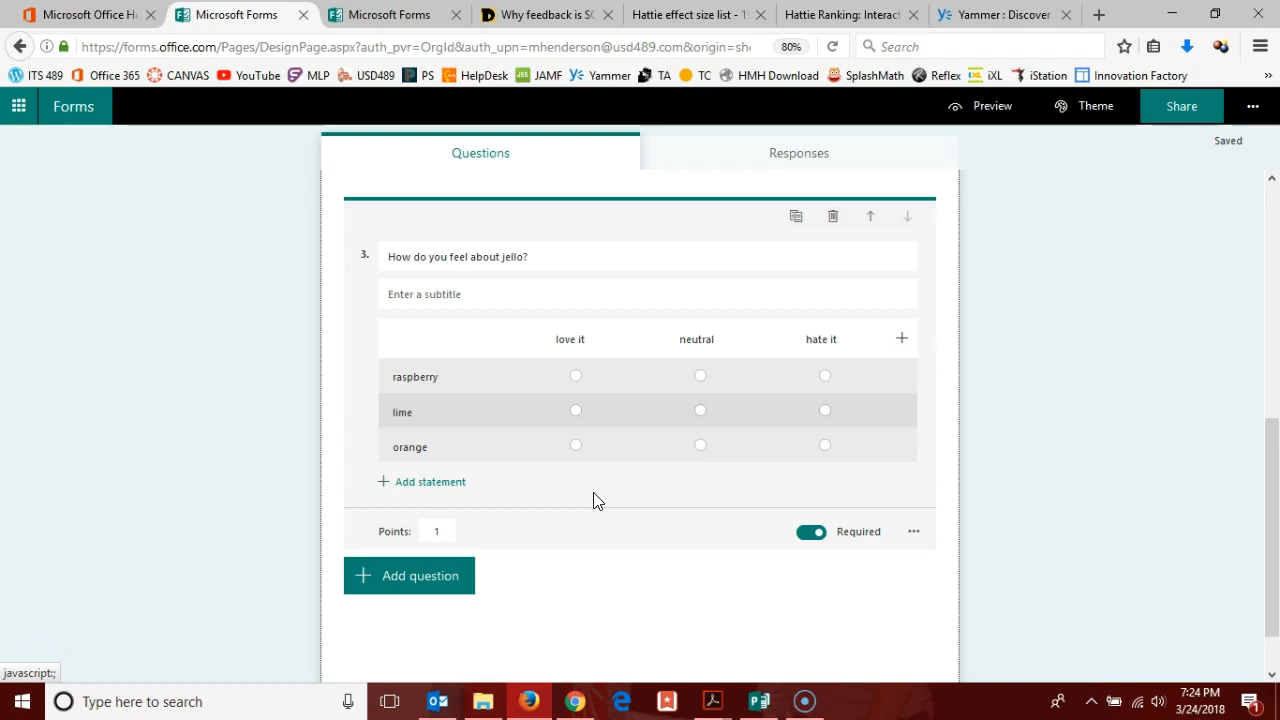 Microsoft Office H
Microsoft Forms
Microsoft Forms
Why feedback is SO
Hattie effect size list - 19
Hattie Ranking: Interact
Yammer : Discover
https://forms.office.com/Pages/DesignPage.aspx?auth_pvr=OrgId&auth_upn=mhenderson@usd489.com&origin=she
80%
Search
ITS 489
Office 365
CANVAS
YouTube
MLP
USD489
PS
HelpDesk
JAMF
Yammer
TA
TC
HMH Download
SplashMath
Reflex
iXL
iStation
Innovation Factory
Forms
Preview
Theme
Share
Saved
Questions
Responses
3.
How do you feel about jello?
Enter a subtitle
love it
neutral
hate it
raspberry
lime
orange
Add statement
Points: 1
Required
Add question
javascript:;
Type here to search
7:24 PM
3/24/2018
1